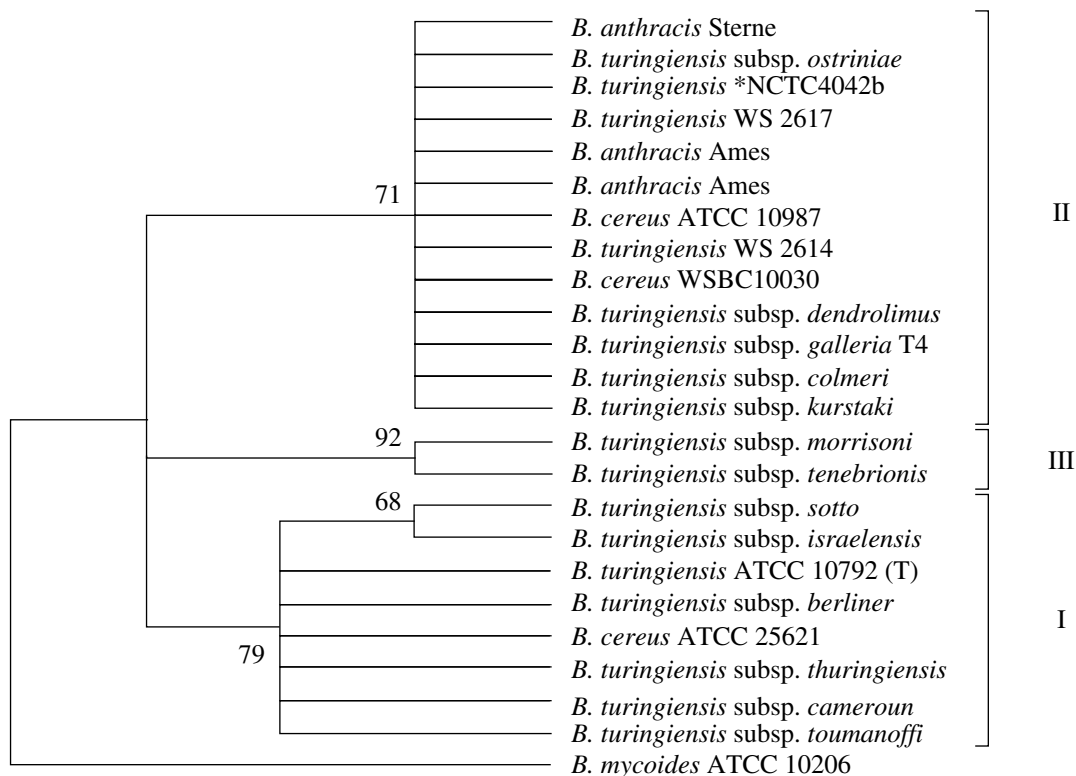 B. anthracis Sterne
B. turingiensis subsp. ostriniae
B. turingiensis *NCTC4042b
B. turingiensis WS 2617
B. anthracis Ames
B. anthracis Ames
71
B. cereus ATCC 10987
II
B. turingiensis WS 2614
B. cereus WSBC10030
B. turingiensis subsp. dendrolimus
B. turingiensis subsp. galleria T4
B. turingiensis subsp. colmeri
B. turingiensis subsp. kurstaki
92
B. turingiensis subsp. morrisoni
III
B. turingiensis subsp. tenebrionis
68
B. turingiensis subsp. sotto
B. turingiensis subsp. israelensis
B. turingiensis ATCC 10792 (T)
B. turingiensis subsp. berliner
I
B. cereus ATCC 25621
79
B. turingiensis subsp. thuringiensis
B. turingiensis subsp. cameroun
B. turingiensis subsp. toumanoffi
B. mycoides ATCC 10206